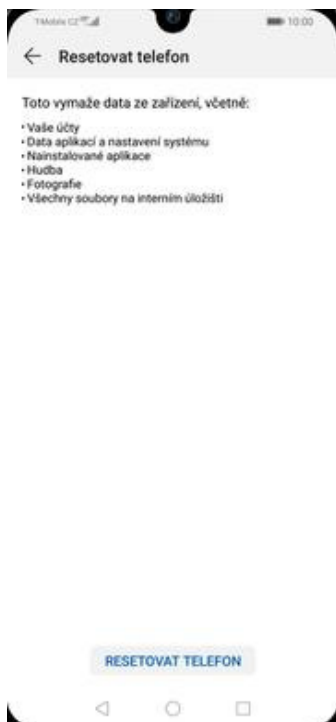 TMobile CZ
10:00
Resetovat telefon
Toto vymaže data ze zařízení, včetně:
• Vaše účty
• Data aplikací a nastavení systému
• Nainstalované aplikace
• Hudba
• Fotografie
• Všechny soubory na interním úložišti
RESETOVAT TELEFON